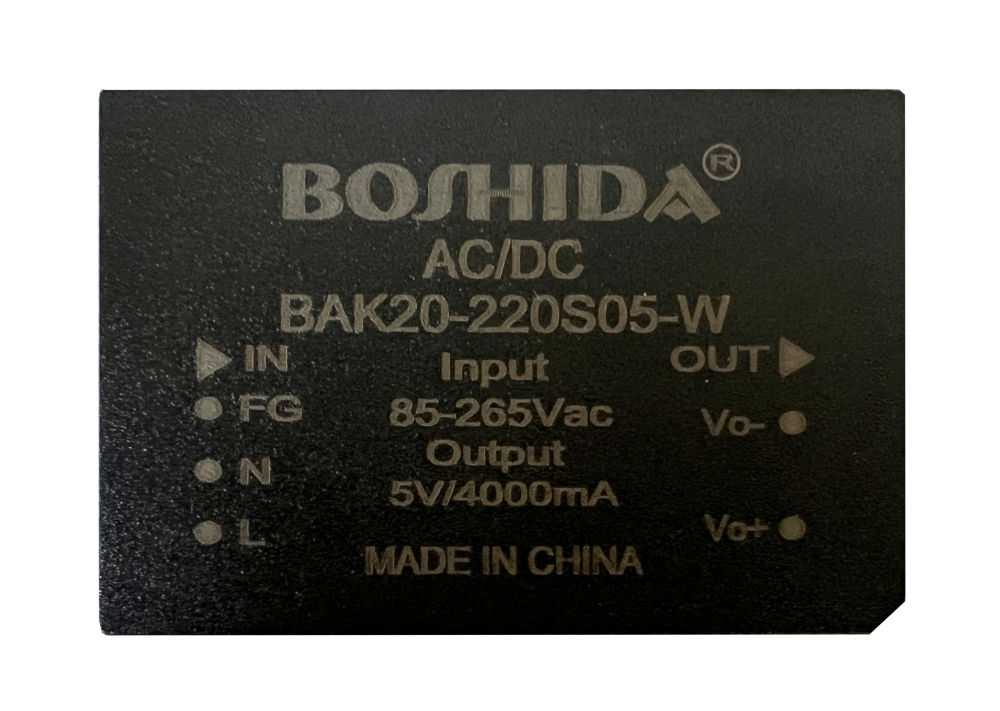 BOSHIDA®
AC/DC
BAK20-220S05-W
IN
Input
OUT
FG
85-265Vac
Vo-
Output
N
5V/4000mA
L
Vo+
MADE IN CHINA